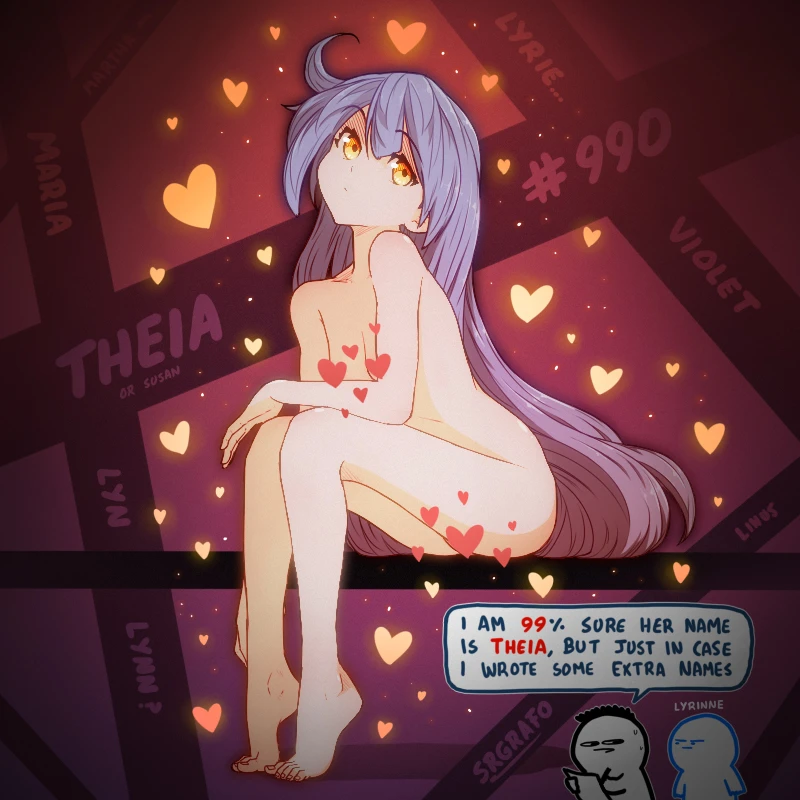 MARTHA M.
LYRIE...
#990
MARIA
VIOLET
THEIA
OR SUSAN
LYN
LINUS
I AM 99% SURE HER NAME
IS THEIA, BUT JUST IN CASE
I WROTE SOME EXTRA NAMES
LYNN?
LYRINNE
SRGRAFO